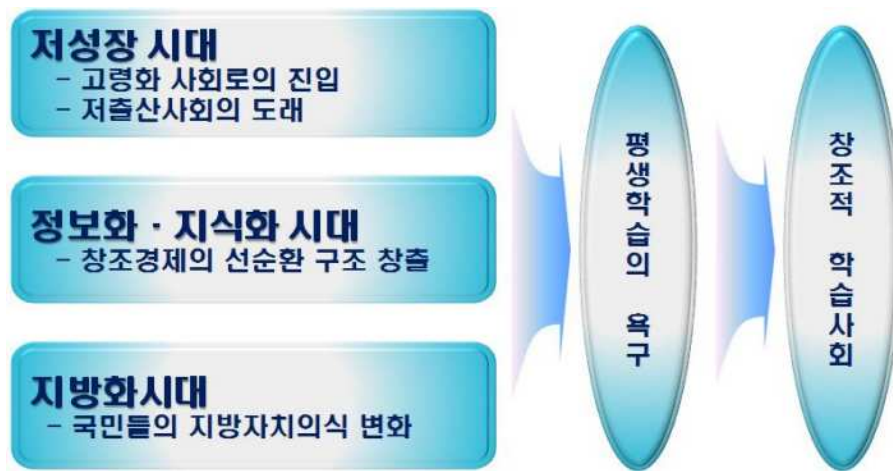 저성장 시대
- 고령화 사회로의 진입
- 저출산사회의 도래
정보화 · 지식화 시대
- 창조경제의 선순환 구조 창출
지방화시대
- 국민들의 지방자치의식 변화
평생학습의 욕구
창조적 학습사회